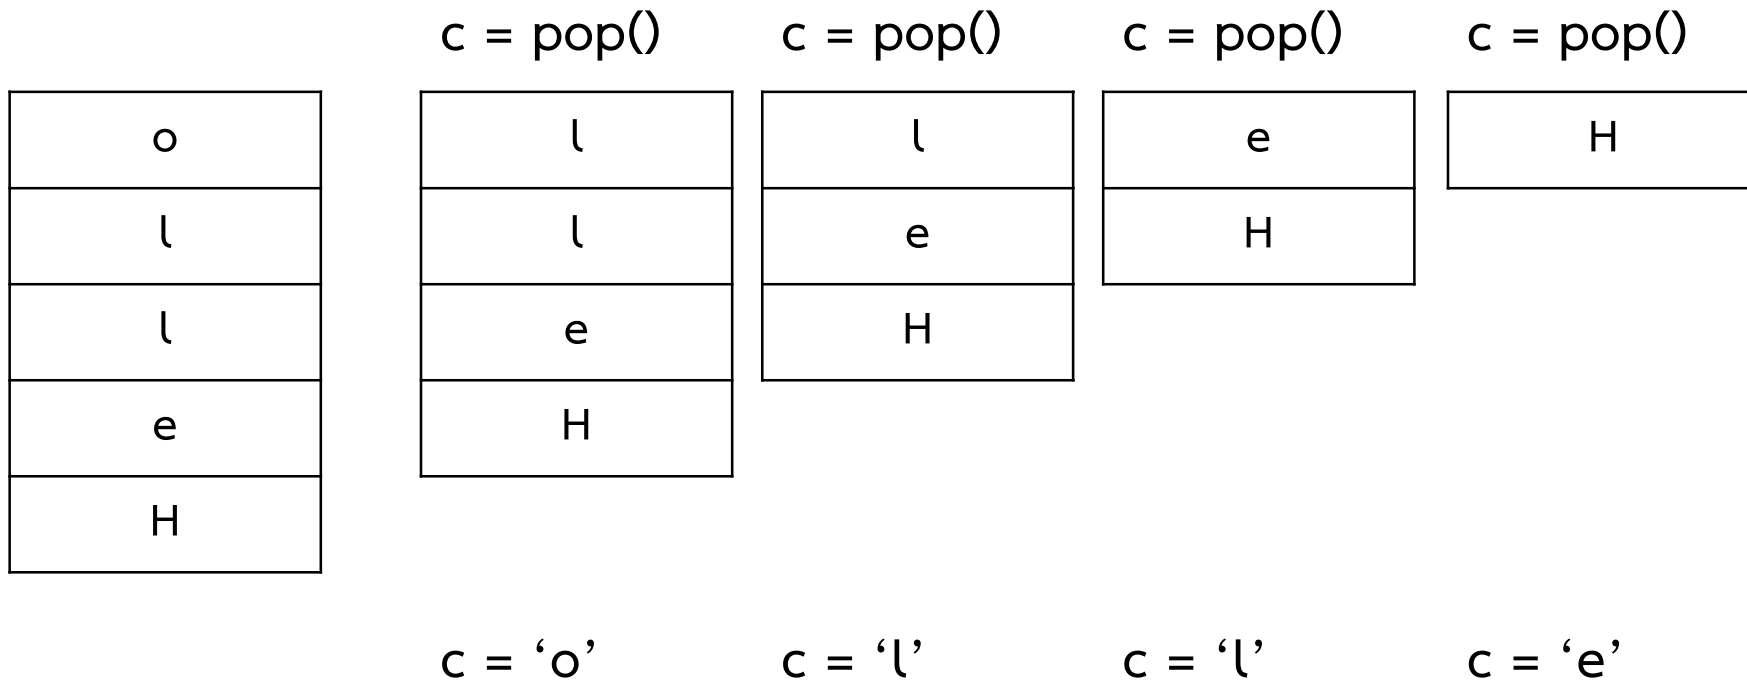 c = pop() c = pop() c = pop() c = pop()
o l l e H
l l e H
l e H
e H
H
c = ‘o’ c = ‘l’ c = ‘l’ c = ‘e’